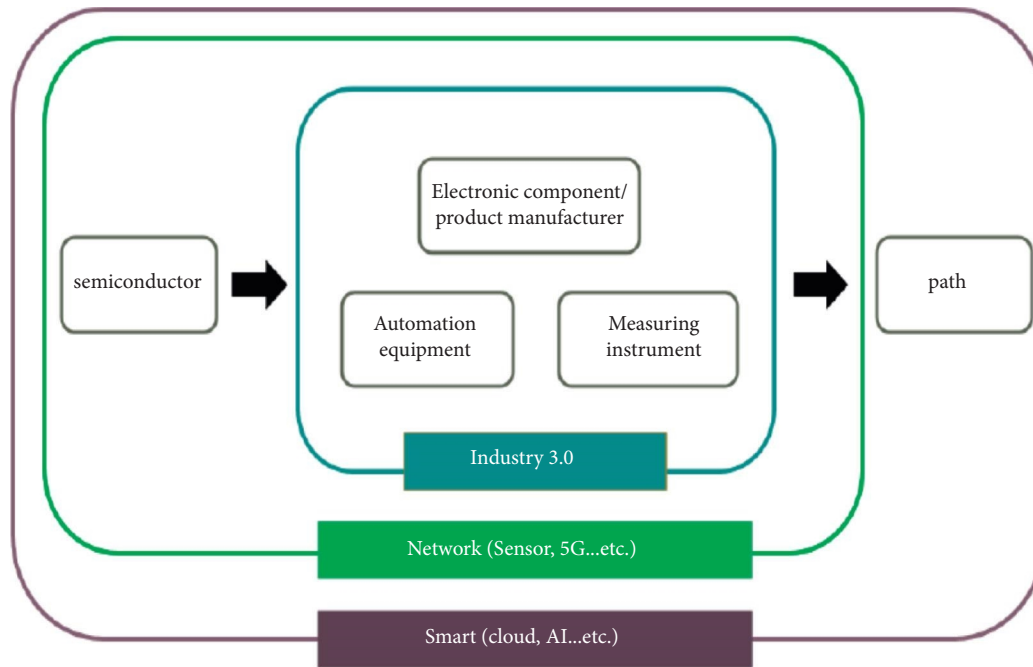 Electronic component/
product manufacturer
semiconductor
path
Automation
equipment
Measuring
instrument
Industry 3.0
Network (Sensor, 5G...etc.)
Smart (cloud, AI...etc.)